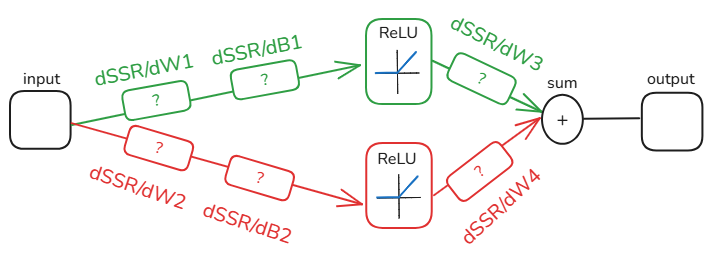 input
dSSR/dW1
?
dSSR/dB1
?
ReLU
dSSR/dW3
?
dSSR/dW2
?
dSSR/dB2
?
ReLU
dSSR/dW4
?
sum
+
output